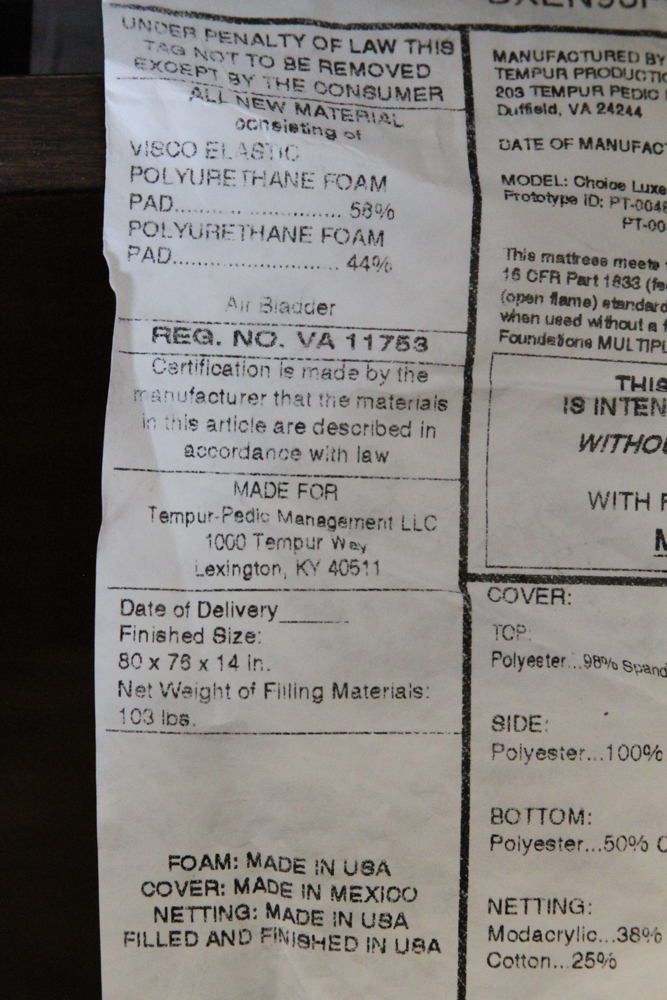 UNDER PENALTY OF LAW THIS
TAG NOT TO BE REMOVED
EXCEPT BY THE CONSUMER
ALL NEW MATERIAL
consisting of
VISCO ELASTIC
POLYURETHANE FOAM
PAD........................... 56%
POLYURETHANE FOAM
PAD........................... 44%
Air Bladder
REG. NO. VA 11753
Certification is made by the
manufacturer that the materials
in this article are described in
accordance with law
MADE FOR
Tempur-Pedic Management LLC
1000 Tempur Way
Lexington, KY 40511
Date of Delivery______
Finished Size:
80 x 76 x 14 in.
Net Weight of Filling Materials:
103 lbs.
FOAM: MADE IN USA
COVER: MADE IN MEXICO
NETTING: MADE IN USA
FILLED AND FINISHED IN USA
MANUFACTURED BY
TEMPUR PRODUCTIO
203 TEMPUR PEDIC
Duffield, VA 24244
DATE OF MANUFAC
MODEL: Choice Luxe
Prototype ID: PT-0048
PT-00
This mattress meets
16 CFR Part 1633 (fe
(open flame) standard
when used without a f
Foundations MULTIPL
THIS
IS INTEN
WITHOU
WITH F
COVER:
TOP:
Polyester...98% Spand
SIDE:
Polyester...100%
BOTTOM:
Polyester...50% C
NETTING:
Modacrylic...38%
Cotton...25%